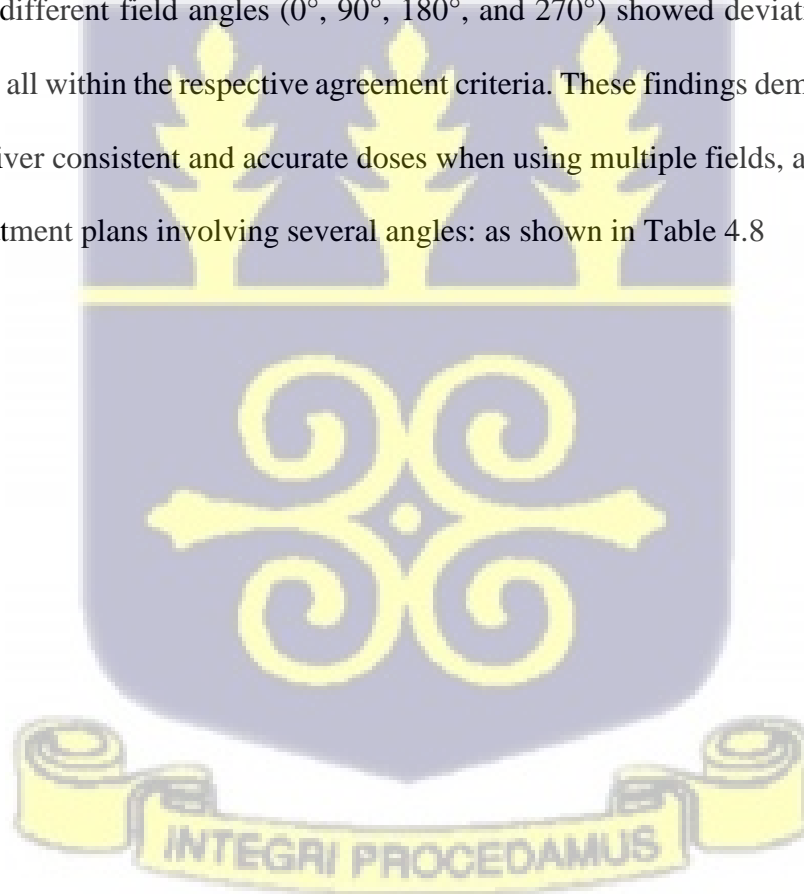 different field angles (0°, 90°, 180°, and 270°) showed deviat
all within the respective agreement criteria. These findings dem
iver consistent and accurate doses when using multiple fields, a
tment plans involving several angles: as shown in Table 4.8
INTEGRI PROCEDAMUS